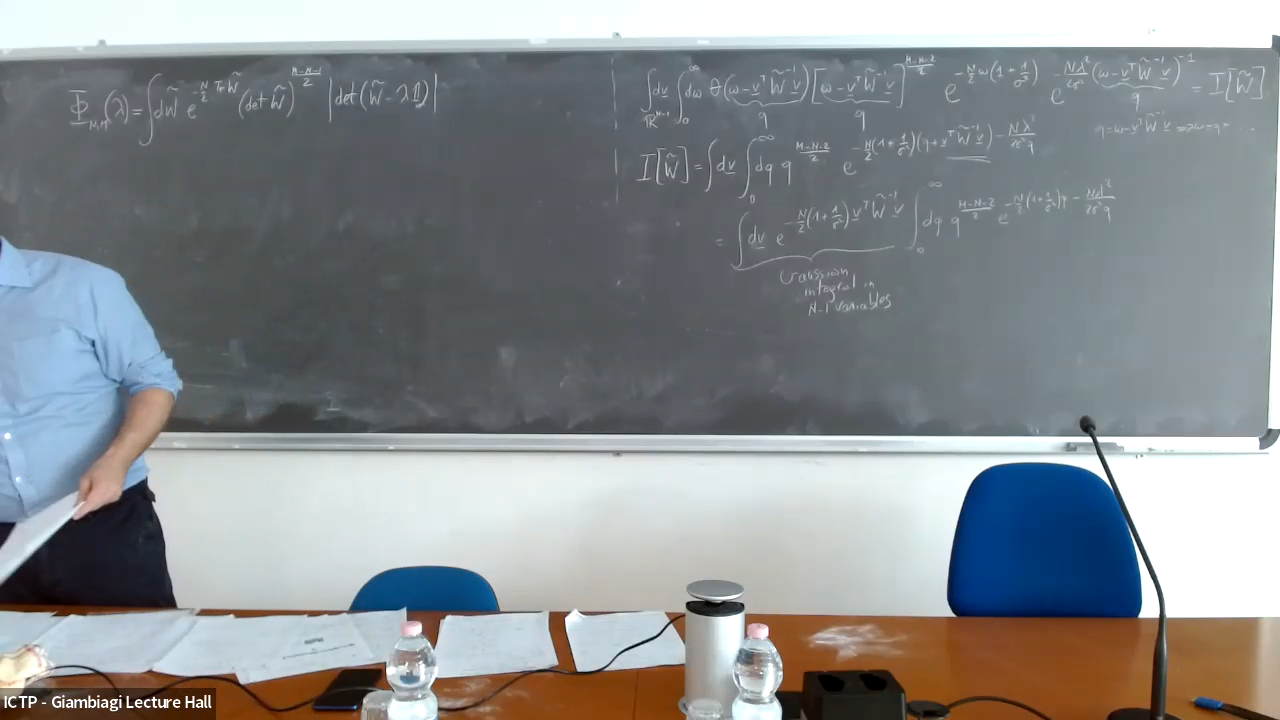 Φ_{N,M}(λ) = ∫ dW̃ e^{-N/2 Tr W̃} (det W̃)^{(M-N-1)/2} |det(W̃ - λ𝟙)|
∫_{ℝ^{N-1}} dv ∫_0^∞ dω θ(ω - v^T W̃^{-1} v) [ω - v^T W̃^{-1} v]^{(M-N-2)/2} e^{-N/2 ω(1 + 1/σ²)} e^{-Nλ²/2σ² (ω - v^T W̃^{-1} v)^{-1}} = I[W̃]
q q q
q = ω - v^T W̃^{-1} v ⇒ ω = q +
I[W̃] = ∫ dv ∫_0^∞ dq q^{(M-N-2)/2} e^{-N/2 (1 + 1/σ²)(q + v^T W̃^{-1} v) - Nλ²/2σ²q}
= ∫ dv e^{-N/2 (1 + 1/σ²) v^T W̃^{-1} v} ∫_0^∞ dq q^{(M-N-2)/2} e^{-N/2 (1 + 1/σ²) q - Nλ²/2σ²q}
Gaussian
integral in
N-1 variables
ICTP - Giambiagi Lecture Hall